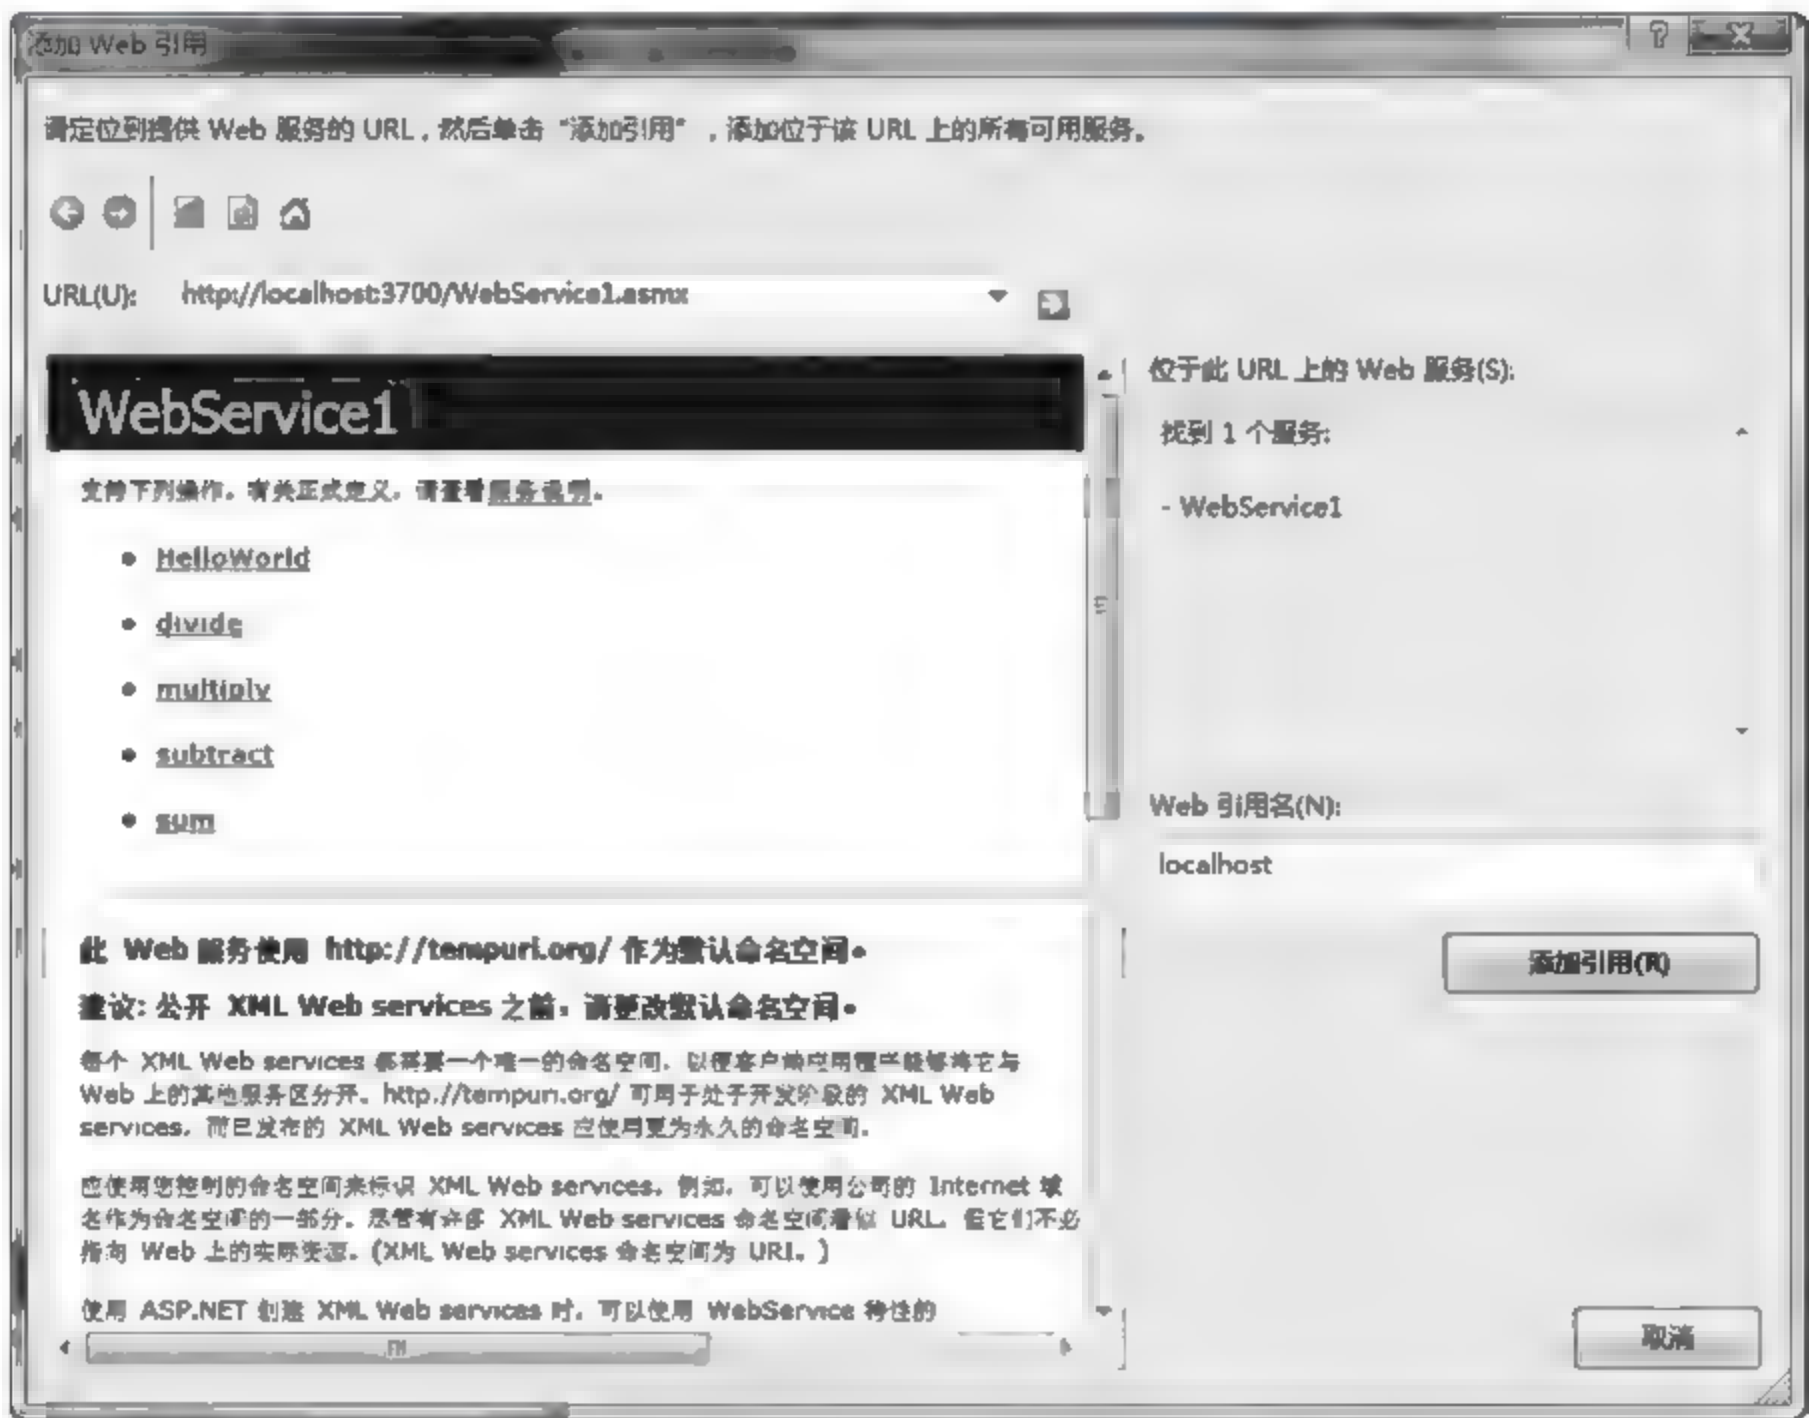 添加 Web 引用
请定位到提供 Web 服务的 URL，然后单击“添加引用”，添加位于该 URL 上的所有可用服务。
URL(U): http://localhost:3700/WebService1.asmx
WebService1
支持下列操作。有关正式定义，请查看服务说明。
HelloWorld
divide
multiply
subtract
sum
此 Web 服务使用 http://tempuri.org/ 作为默认命名空间。
建议: 公开 XML Web services 之前，请更改默认命名空间。
每个 XML Web services 都需要一个唯一的命名空间，以便客户端应用程序能够将它与
Web 上的其他服务区分开。http://tempuri.org/ 可用于处于开发阶段的 XML Web
services，而已发布的 XML Web services 应使用更为永久的命名空间。
应使用您控制的命名空间来标识 XML Web services。例如，可以使用公司的 Internet 域
名作为命名空间的一部分。尽管有许多 XML Web services 命名空间看似 URL，但它们不必
指向 Web 上的实际资源。(XML Web services 命名空间为 URI。)
使用 ASP.NET 创建 XML Web services 时，可以使用 WebService 特性的
位于此 URL 上的 Web 服务(S):
找到 1 个服务:
- WebService1
Web 引用名(N):
localhost
添加引用(R)
取消